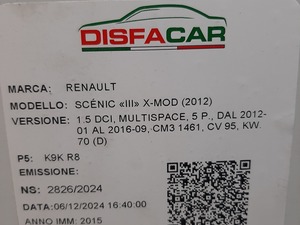 DISFACAR
MARCA: RENAULT
MODELLO: SCÉNIC «III» X-MOD (2012)
VERSIONE: 1.5 DCI, MULTISPACE, 5 P., DAL 2012-
01 AL 2016-09, CM3 1461, CV 95, KW.
70 (D)
P5: K9K R8
EMISSIONE:
NS: 2826/2024
DATA: 06/12/2024 16:40:00
ANNO IMM: 2015